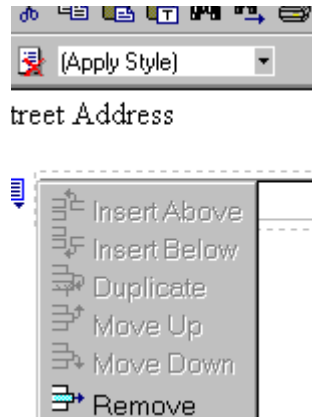 (Apply Style)
treet Address
Insert Above
Insert Below
Duplicate
Move Up
Move Down
Remove